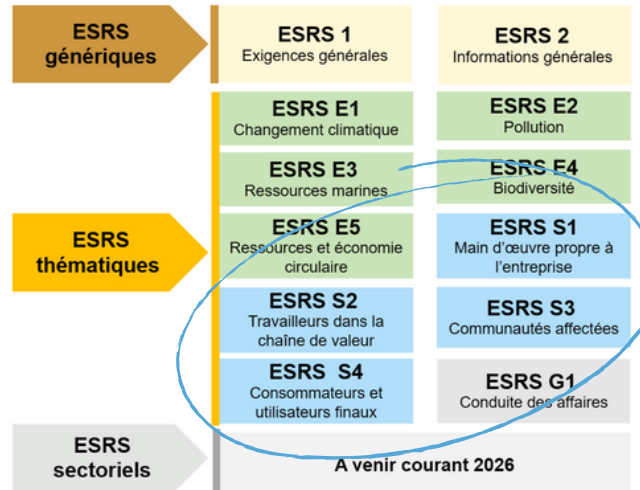 ESRS
génériques
ESRS 1
Exigences générales
ESRS 2
Informations générales
ESRS
thématiques
ESRS E1
Changement climatique
ESRS E2
Pollution
ESRS E3
Ressources marines
ESRS E4
Biodiversité
ESRS E5
Ressources et économie
circulaire
ESRS S1
Main d'œuvre propre à
l'entreprise
ESRS S2
Travailleurs dans la
chaîne de valeur
ESRS S3
Communautés affectées
ESRS S4
Consommateurs et
utilisateurs finaux
ESRS G1
Conduite des affaires
ESRS
sectoriels
A venir courant 2026